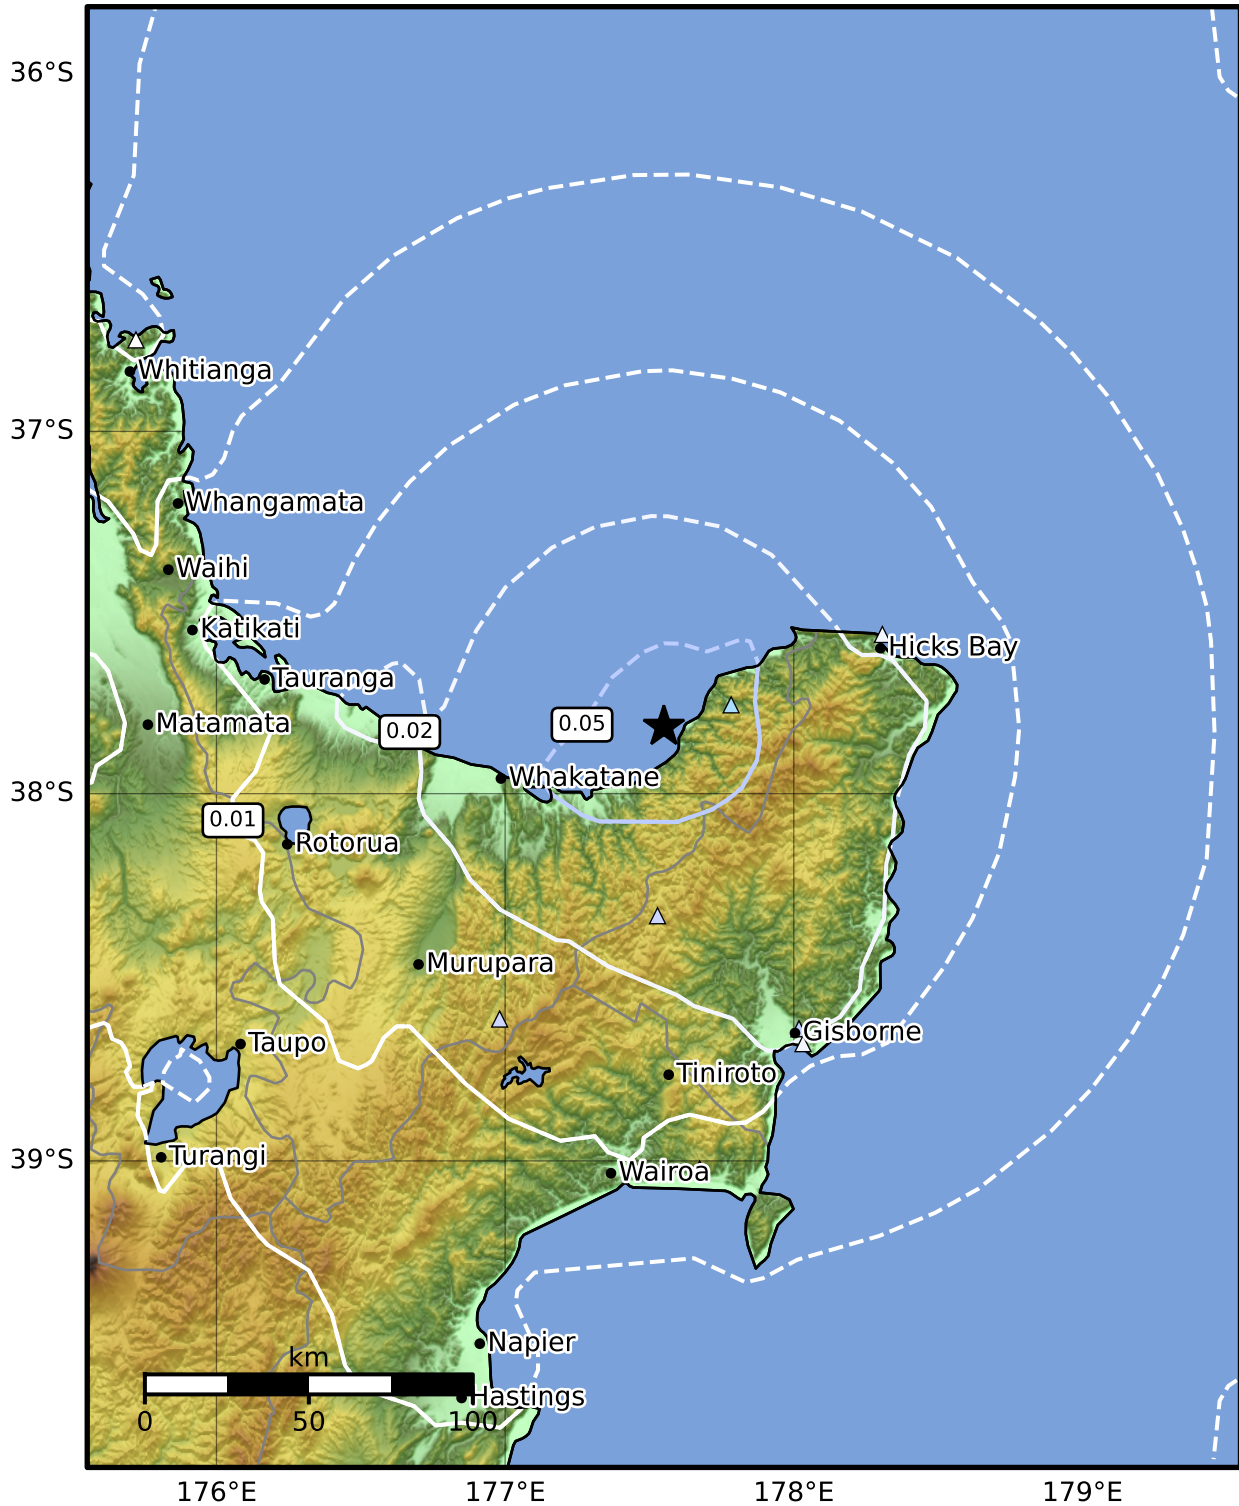 36°S
Whitianga
37°S
Whangamata
Waihi
Katikati
Hicks Bay
Tauranga
Matamata
0.05
0.02
Whakatane
38°S
0.01
Rotorua
Murupara
Gisborne
Taupo
Tiniroto
39°S
Turangi
Wairoa
Napier
km
Hastings
0 50 100
176°E 177°E 178°E 179°E